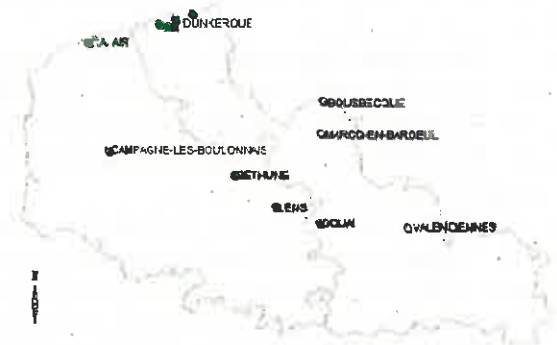 DUNKERQUE
BOUSBECQUE
MARCQ-EN-BAROEUL
CAMPAGNE-LES-BOULONNAIS
BETHUNE
LENS
DOUAI
VALENCIENNES